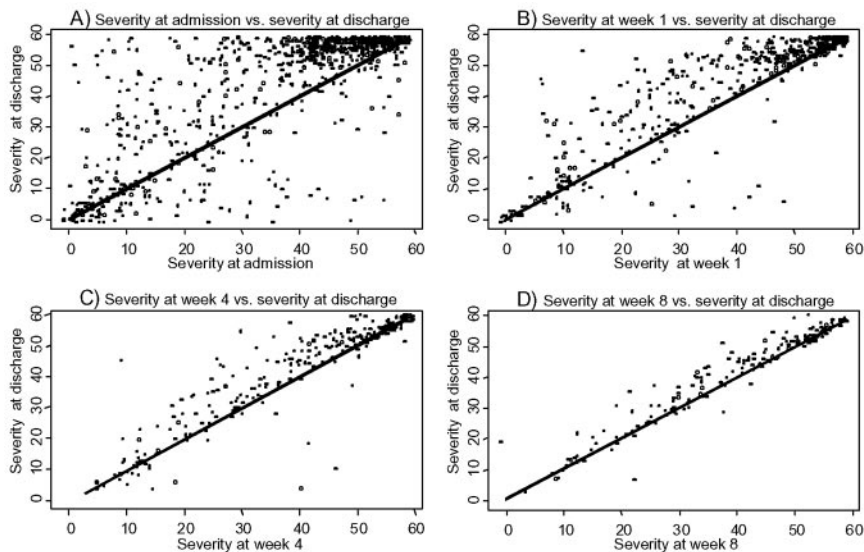 A) Severity at admission vs. severity at discharge
Severity at discharge
60
50
40
30
20
10
0
0 10 20 30 40 50 60
Severity at admission
B) Severity at week 1 vs. severity at discharge
Severity at discharge
60
50
40
30
20
10
0
0 10 20 30 40 50 60
Severity at week 1
C) Severity at week 4 vs. severity at discharge
Severity at discharge
60
50
40
30
20
10
0
0 10 20 30 40 50 60
Severity at week 4
D) Severity at week 8 vs. severity at discharge
Severity at discharge
60
50
40
30
20
10
0
0 10 20 30 40 50 60
Severity at week 8